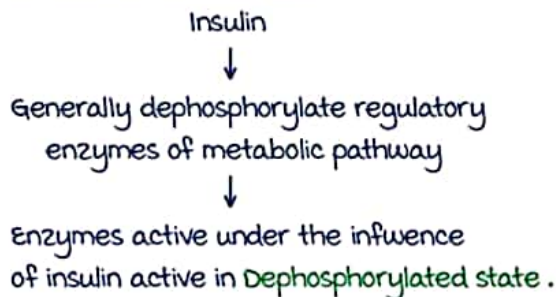 Insulin
↓
Generally dephosphorylate regulatory
enzymes of metabolic pathway
↓
Enzymes active under the infwence
of insulin active in Dephosphorylated state.